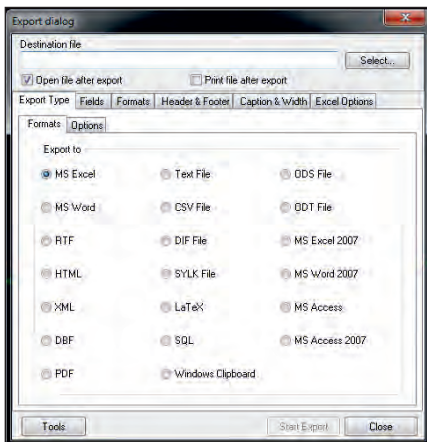 Export dialog
Destination file
Select...
Open file after export Print file after export
Export Type Fields Formats Header & Footer Caption & Width Excel Options
Formats Options
Export to
MS Excel Text File ODS File
MS Word CSV File ODT File
RTF DIF File MS Excel 2007
HTML SYLK File MS Word 2007
XML LaTeX MS Access
DBF SQL MS Access 2007
PDF Windows Clipboard
Tools Start Export Close